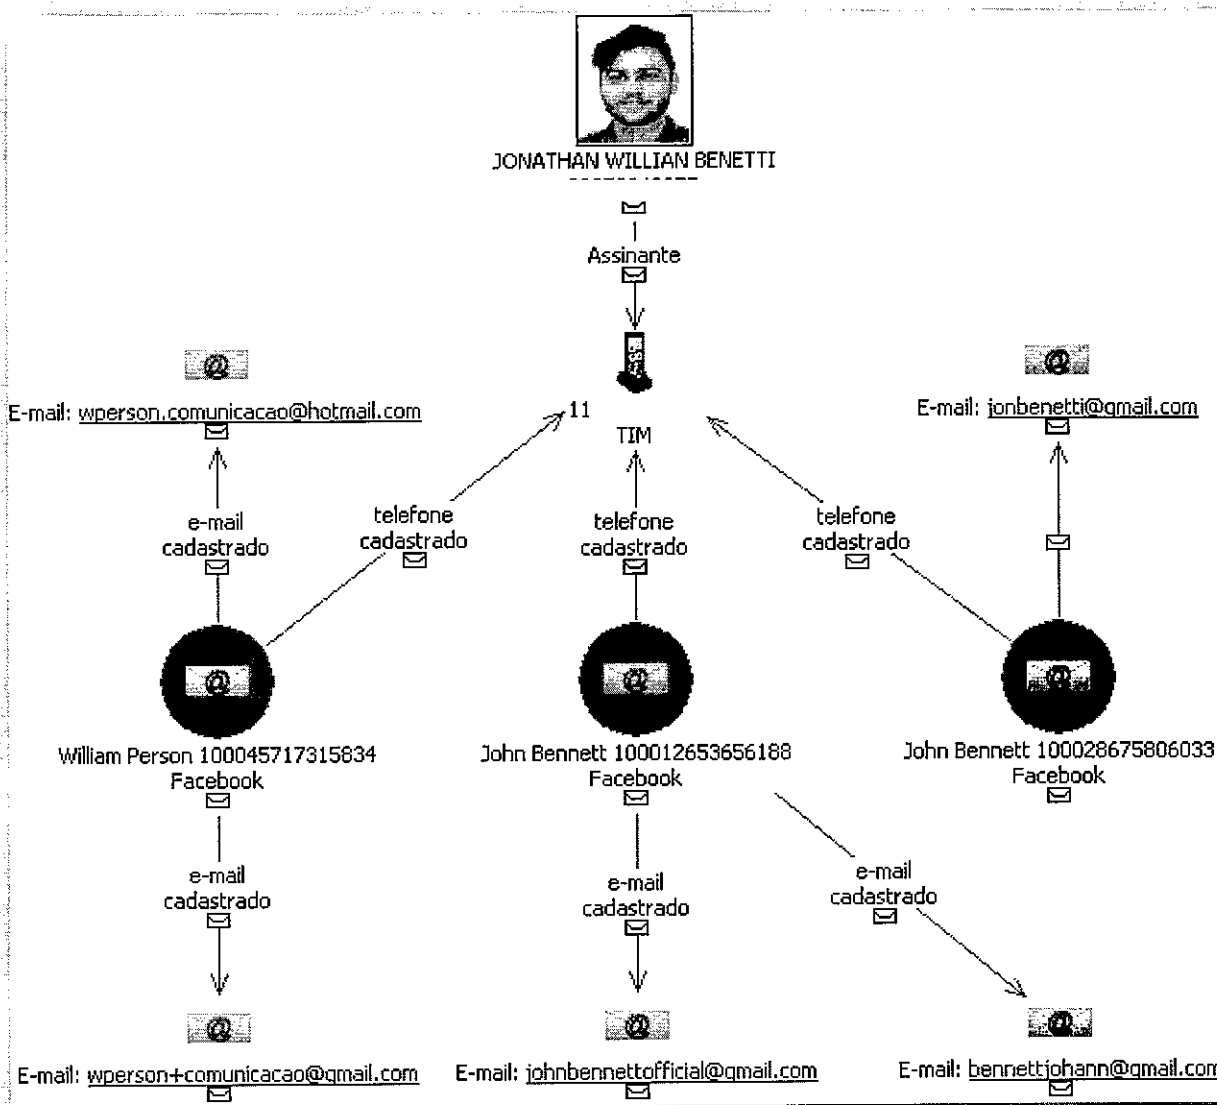 JONATHAN WILLIAN BENETTI
Assinante
E-mail: wperson.comunicacao@hotmail.com
11
TIM
E-mail: jonbenetti@gmail.com
e-mail
cadastrado
telefone
cadastrado
telefone
cadastrado
telefone
cadastrado
@
@
@
@
@
William Person 100045717315834
Facebook
John Bennett 100012653656188
Facebook
John Bennett 100028675806033
Facebook
e-mail
cadastrado
e-mail
cadastrado
e-mail
cadastrado
@
@
@
E-mail: wperson+comunicacao@gmail.com
E-mail: johnbennettofficial@gmail.com
E-mail: bennettjohann@gmail.com